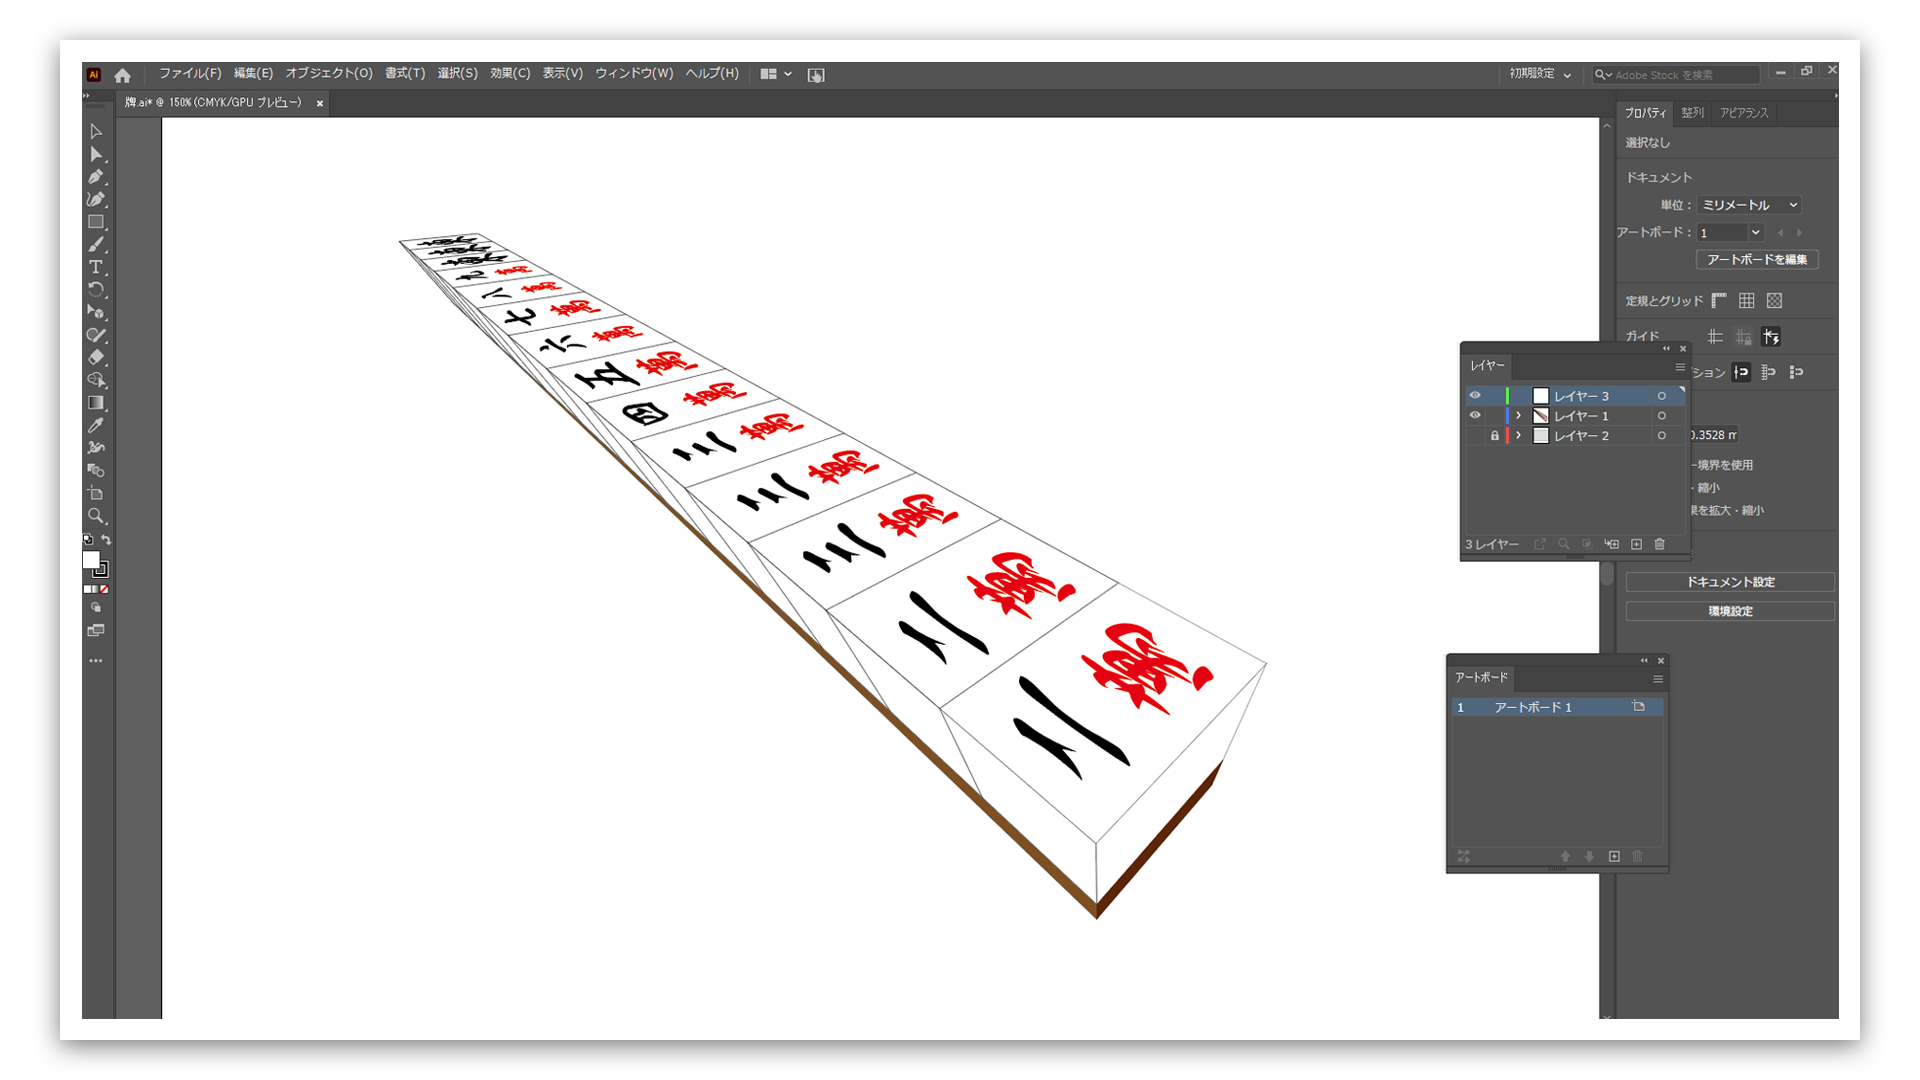 Ai
ファイル(F) 編集(E) オブジェクト(O) 書式(T) 選択(S) 効果(C) 表示(V) ウィンドウ(W) ヘルプ(H)
初期設定
Adobe Stock を検索
牌.ai* @ 150% (CMYK/GPU プレビュー) ×
プロパティ 整列 アピアランス
選択なし
ドキュメント
単位： ミリメートル
アートボード： 1
アートボードを編集
定規とグリッド
ガイド
ション
0.3528 m
境界を使用
・縮小
果を拡大・縮小
ドキュメント設定
環境設定
レイヤー
レイヤー 3
レイヤー 1
レイヤー 2
3 レイヤー
アートボード
1 アートボード 1
九 萬
八 萬
七 萬
六 萬
五 萬
四 萬
三 萬
三 萬
三 萬
二 萬
二 萬